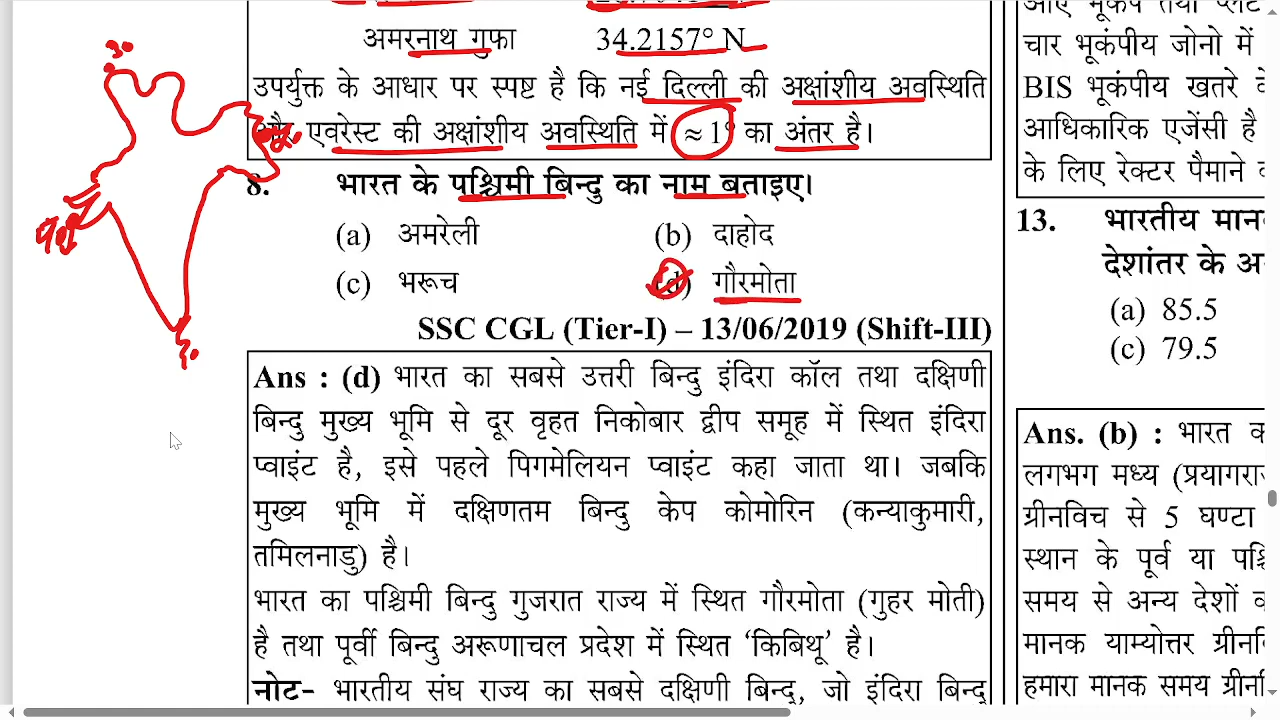 अमरनाथ गुफा 34.2157° N
उपर्युक्त के आधार पर स्पष्ट है कि नई दिल्ली की अक्षांशीय अवस्थिति
और एवरेस्ट की अक्षांशीय अवस्थिति में ≈ 1° का अंतर है।
8. भारत के पश्चिमी बिन्दु का नाम बताइए।
(a) अमरेली (b) दाहोद
(c) भरूच (d) गौरमोता
SSC CGL (Tier-I) – 13/06/2019 (Shift-III)
Ans : (d) भारत का सबसे उत्तरी बिन्दु इंदिरा कॉल तथा दक्षिणी
बिन्दु मुख्य भूमि से दूर वृहत निकोबार द्वीप समूह में स्थित इंदिरा
प्वाइंट है, इसे पहले पिगमेलियन प्वाइंट कहा जाता था। जबकि
मुख्य भूमि में दक्षिणतम बिन्दु केप कोमोरिन (कन्याकुमारी,
तमिलनाडु) है।
भारत का पश्चिमी बिन्दु गुजरात राज्य में स्थित गौरमोता (गुहर मोती)
है तथा पूर्वी बिन्दु अरूणाचल प्रदेश में स्थित ‘किबिथू’ है।
नोट- भारतीय संघ राज्य का सबसे दक्षिणी बिन्दु, जो इंदिरा बिन्दु
चार भूकंपीय जोनो में
BIS भूकंपीय खतरे
आधिकारिक एजेंसी है
के लिए रेक्टर पैमाने
13. भारतीय मान
देशांतर के अ
(a) 85.5
(c) 79.5
Ans. (b) : भारत क
लगभग मध्य (प्रयागरा
ग्रीनविच से 5 घण्टा
स्थान के पूर्व या पश्चि
समय से अन्य देशों
मानक याम्योत्तर ग्रीनवि
हमारा मानक समय ग्रीनी